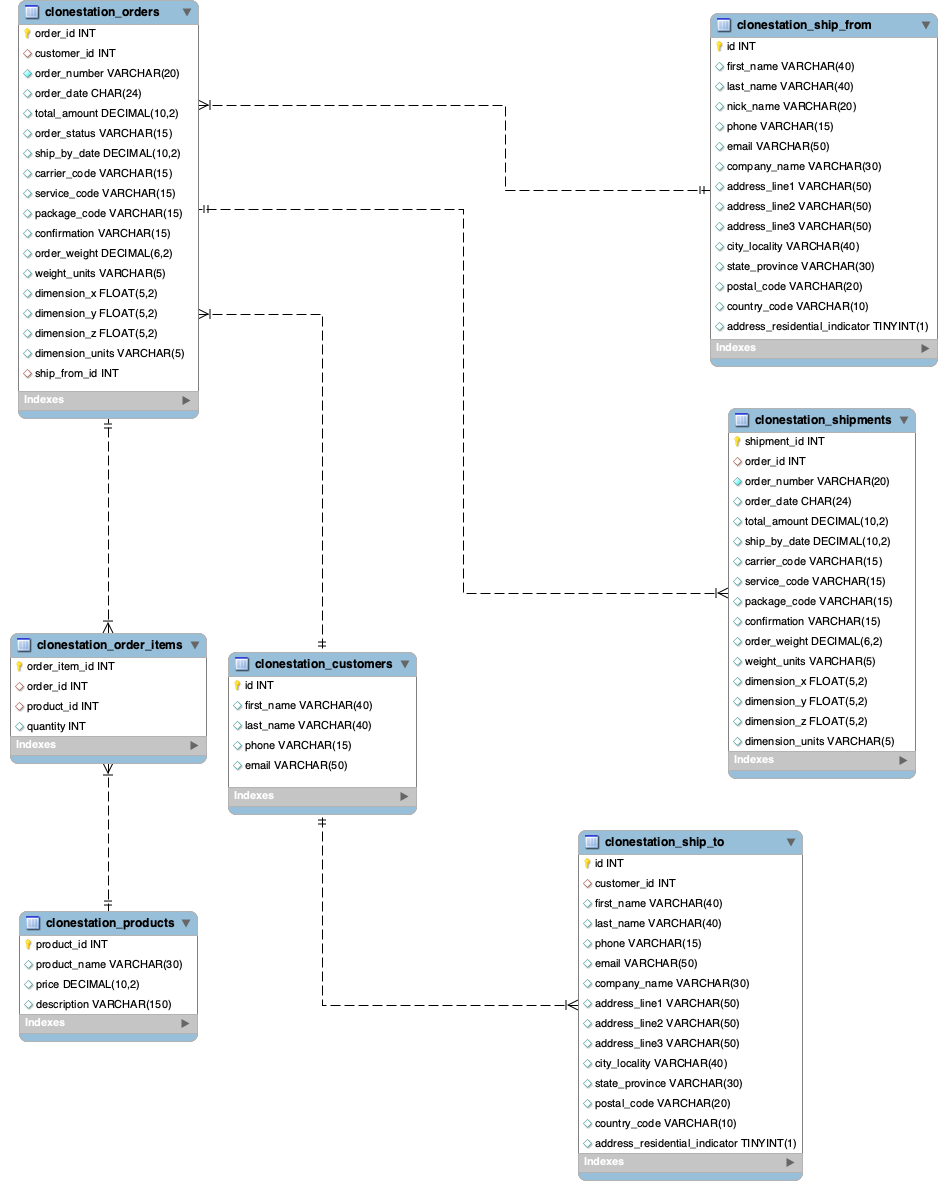 clonestation_orders
order_id INT
customer_id INT
order_number VARCHAR(20)
order_date CHAR(24)
total_amount DECIMAL(10,2)
order_status VARCHAR(15)
ship_by_date DECIMAL(10,2)
carrier_code VARCHAR(15)
service_code VARCHAR(15)
package_code VARCHAR(15)
confirmation VARCHAR(15)
order_weight DECIMAL(6,2)
weight_units VARCHAR(5)
dimension_x FLOAT(5,2)
dimension_y FLOAT(5,2)
dimension_z FLOAT(5,2)
dimension_units VARCHAR(5)
ship_from_id INT
Indexes
clonestation_ship_from
id INT
first_name VARCHAR(40)
last_name VARCHAR(40)
nick_name VARCHAR(20)
phone VARCHAR(15)
email VARCHAR(50)
company_name VARCHAR(30)
address_line1 VARCHAR(50)
address_line2 VARCHAR(50)
address_line3 VARCHAR(50)
city_locality VARCHAR(40)
state_province VARCHAR(30)
postal_code VARCHAR(20)
country_code VARCHAR(10)
address_residential_indicator TINYINT(1)
Indexes
clonestation_shipments
shipment_id INT
order_id INT
order_number VARCHAR(20)
order_date CHAR(24)
total_amount DECIMAL(10,2)
ship_by_date DECIMAL(10,2)
carrier_code VARCHAR(15)
service_code VARCHAR(15)
package_code VARCHAR(15)
confirmation VARCHAR(15)
order_weight DECIMAL(6,2)
weight_units VARCHAR(5)
dimension_x FLOAT(5,2)
dimension_y FLOAT(5,2)
dimension_z FLOAT(5,2)
dimension_units VARCHAR(5)
Indexes
clonestation_order_items
order_item_id INT
order_id INT
product_id INT
quantity INT
Indexes
clonestation_customers
id INT
first_name VARCHAR(40)
last_name VARCHAR(40)
phone VARCHAR(15)
email VARCHAR(50)
Indexes
clonestation_products
product_id INT
product_name VARCHAR(30)
price DECIMAL(10,2)
description VARCHAR(150)
Indexes
clonestation_ship_to
id INT
customer_id INT
first_name VARCHAR(40)
last_name VARCHAR(40)
phone VARCHAR(15)
email VARCHAR(50)
company_name VARCHAR(30)
address_line1 VARCHAR(50)
address_line2 VARCHAR(50)
address_line3 VARCHAR(50)
city_locality VARCHAR(40)
state_province VARCHAR(30)
postal_code VARCHAR(20)
country_code VARCHAR(10)
address_residential_indicator TINYINT(1)
Indexes